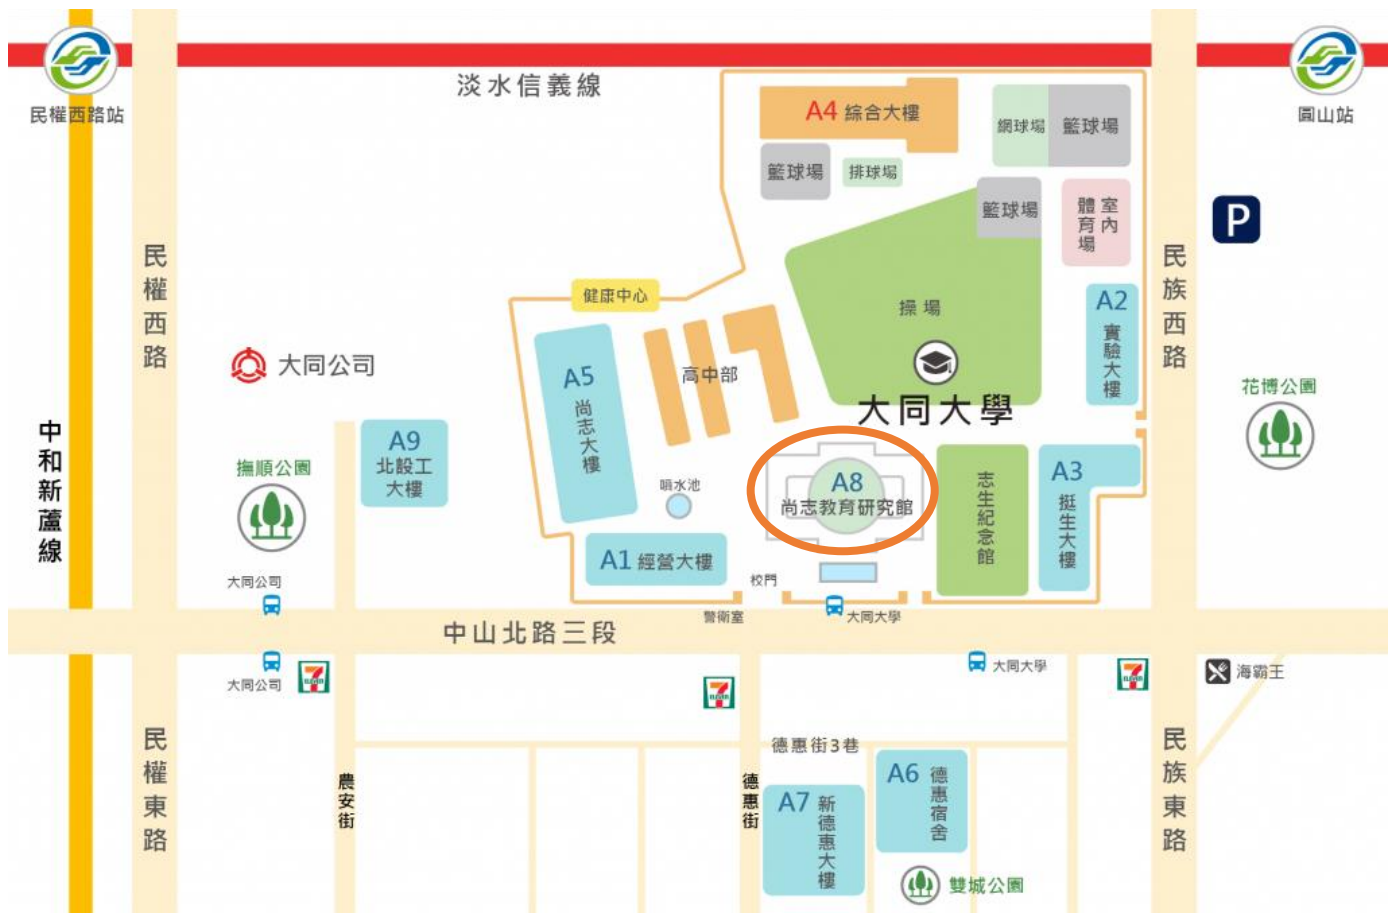 淡水信義線
民權西路站
圓山站
A4 綜合大樓
網球場
籃球場
籃球場
排球場
籃球場
室內
體育場
P
民權西路
民族西路
健康中心
操場
A2
實驗大樓
大同公司
A5
尚志大樓
高中部
大同大學
花博公園
中和新蘆線
A9
北設工
大樓
撫順公園
噴水池
A8
尚志教育研究館
志生紀念館
A3
挺生大樓
A1 經營大樓
校門
大同公司
警衛室
大同大學
中山北路三段
大同公司
7
ELEVEn
7
ELEVEn
大同大學
7
ELEVEn
海霸王
民權東路
農安街
德惠街
德惠街3巷
A7
新德惠大樓
A6
德惠宿舍
雙城公園
民族東路